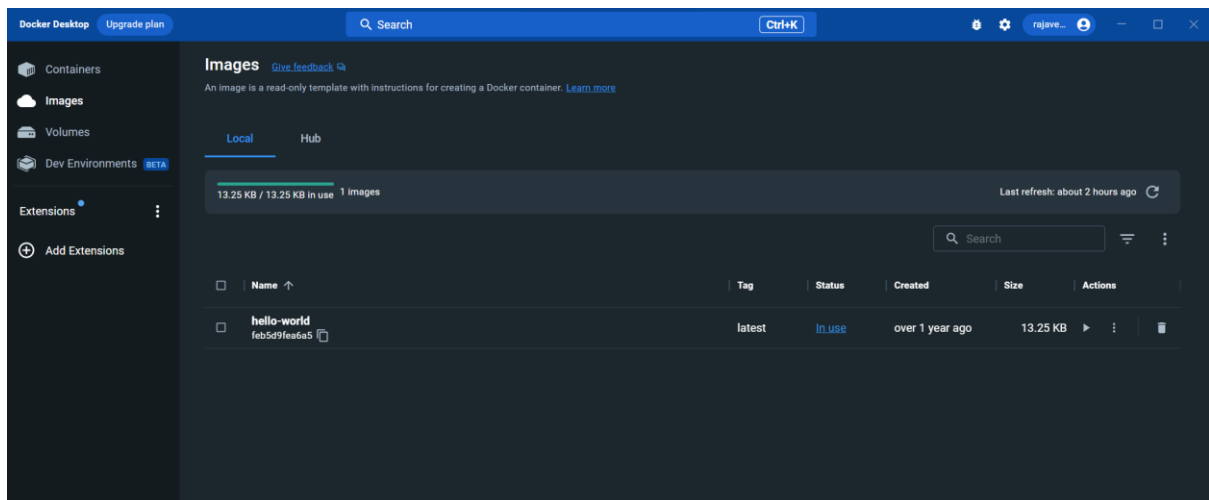 Docker Desktop Upgrade plan Search Ctrl+K rajave...
Containers
Images
Volumes
Dev Environments BETA
Extensions
Add Extensions
Images Give feedback
An image is a read-only template with instructions for creating a Docker container. Learn more
Local Hub
13.25 KB / 13.25 KB in use 1 images Last refresh: about 2 hours ago
Search
Name Tag Status Created Size Actions
hello-world
feb5d9fea6a5
latest In use over 1 year ago 13.25 KB